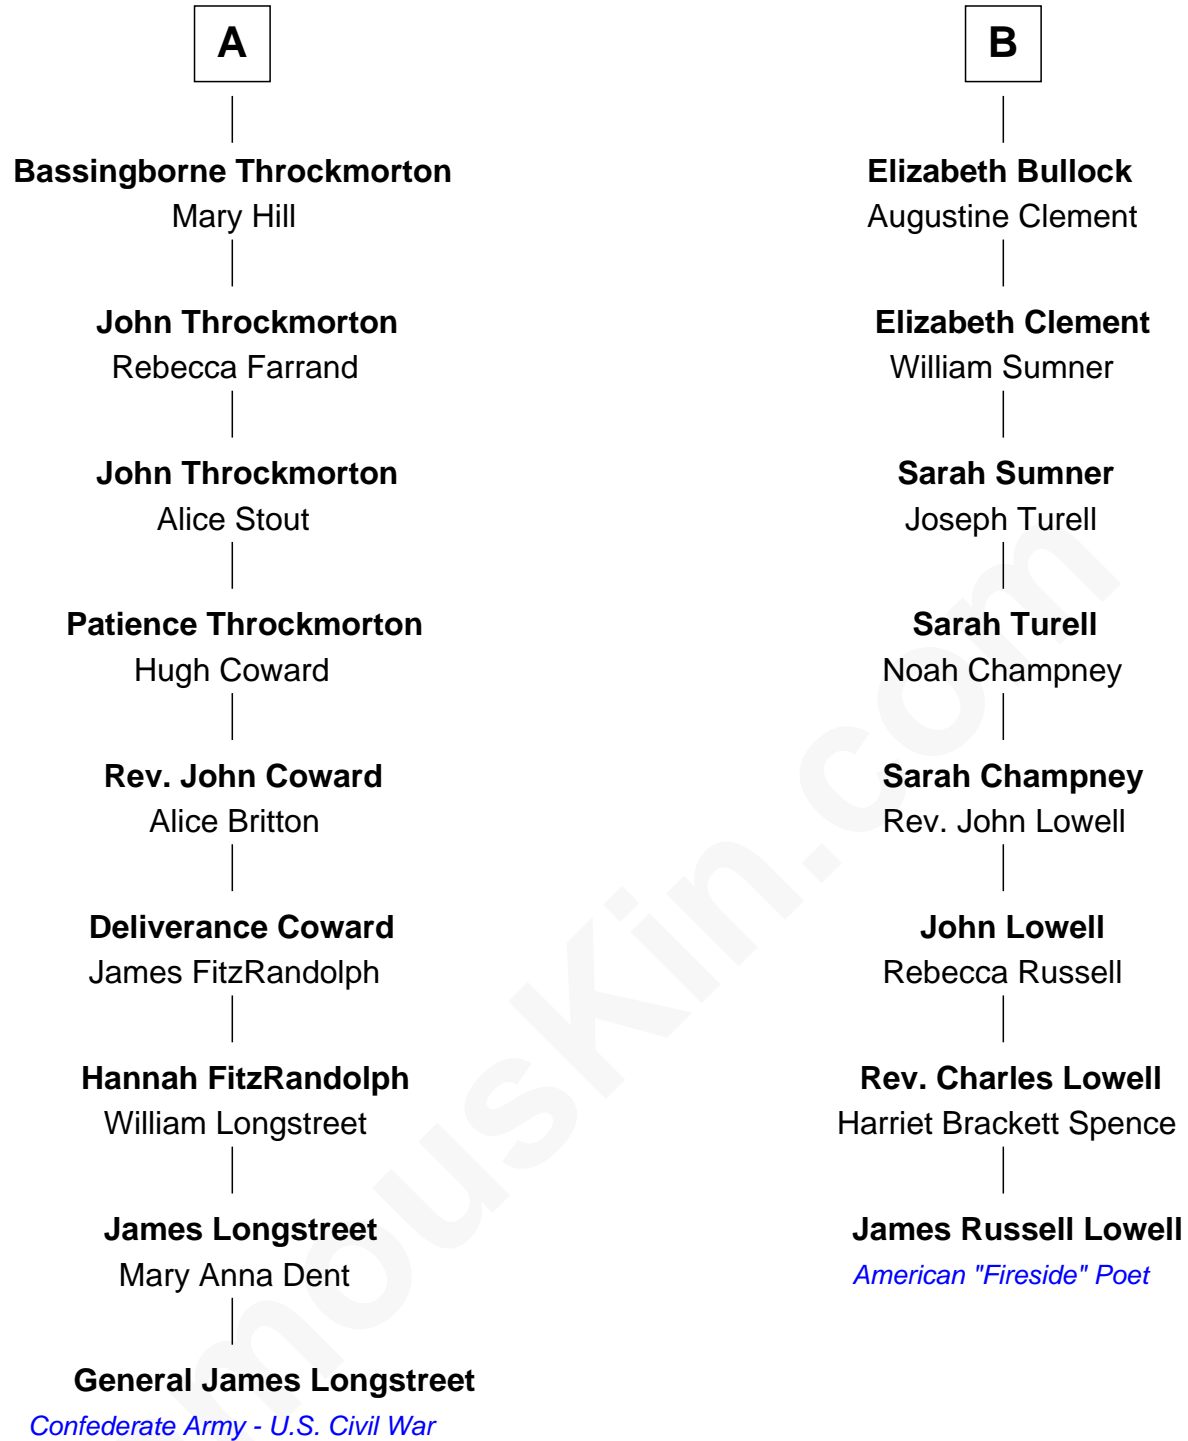 A
Bassingborne Throckmorton
Mary Hill
John Throckmorton
Rebecca Farrand
John Throckmorton
Alice Stout
Patience Throckmorton
Hugh Coward
Rev. John Coward
Alice Britton
Deliverance Coward
James FitzRandolph
Hannah FitzRandolph
William Longstreet
James Longstreet
Mary Anna Dent
General James Longstreet
Confederate Army - U.S. Civil War
B
Elizabeth Bullock
Augustine Clement
Elizabeth Clement
William Sumner
Sarah Sumner
Joseph Turell
Sarah Turell
Noah Champney
Sarah Champney
Rev. John Lowell
John Lowell
Rebecca Russell
Rev. Charles Lowell
Harriet Brackett Spence
James Russell Lowell
American "Fireside" Poet
mousKin.com